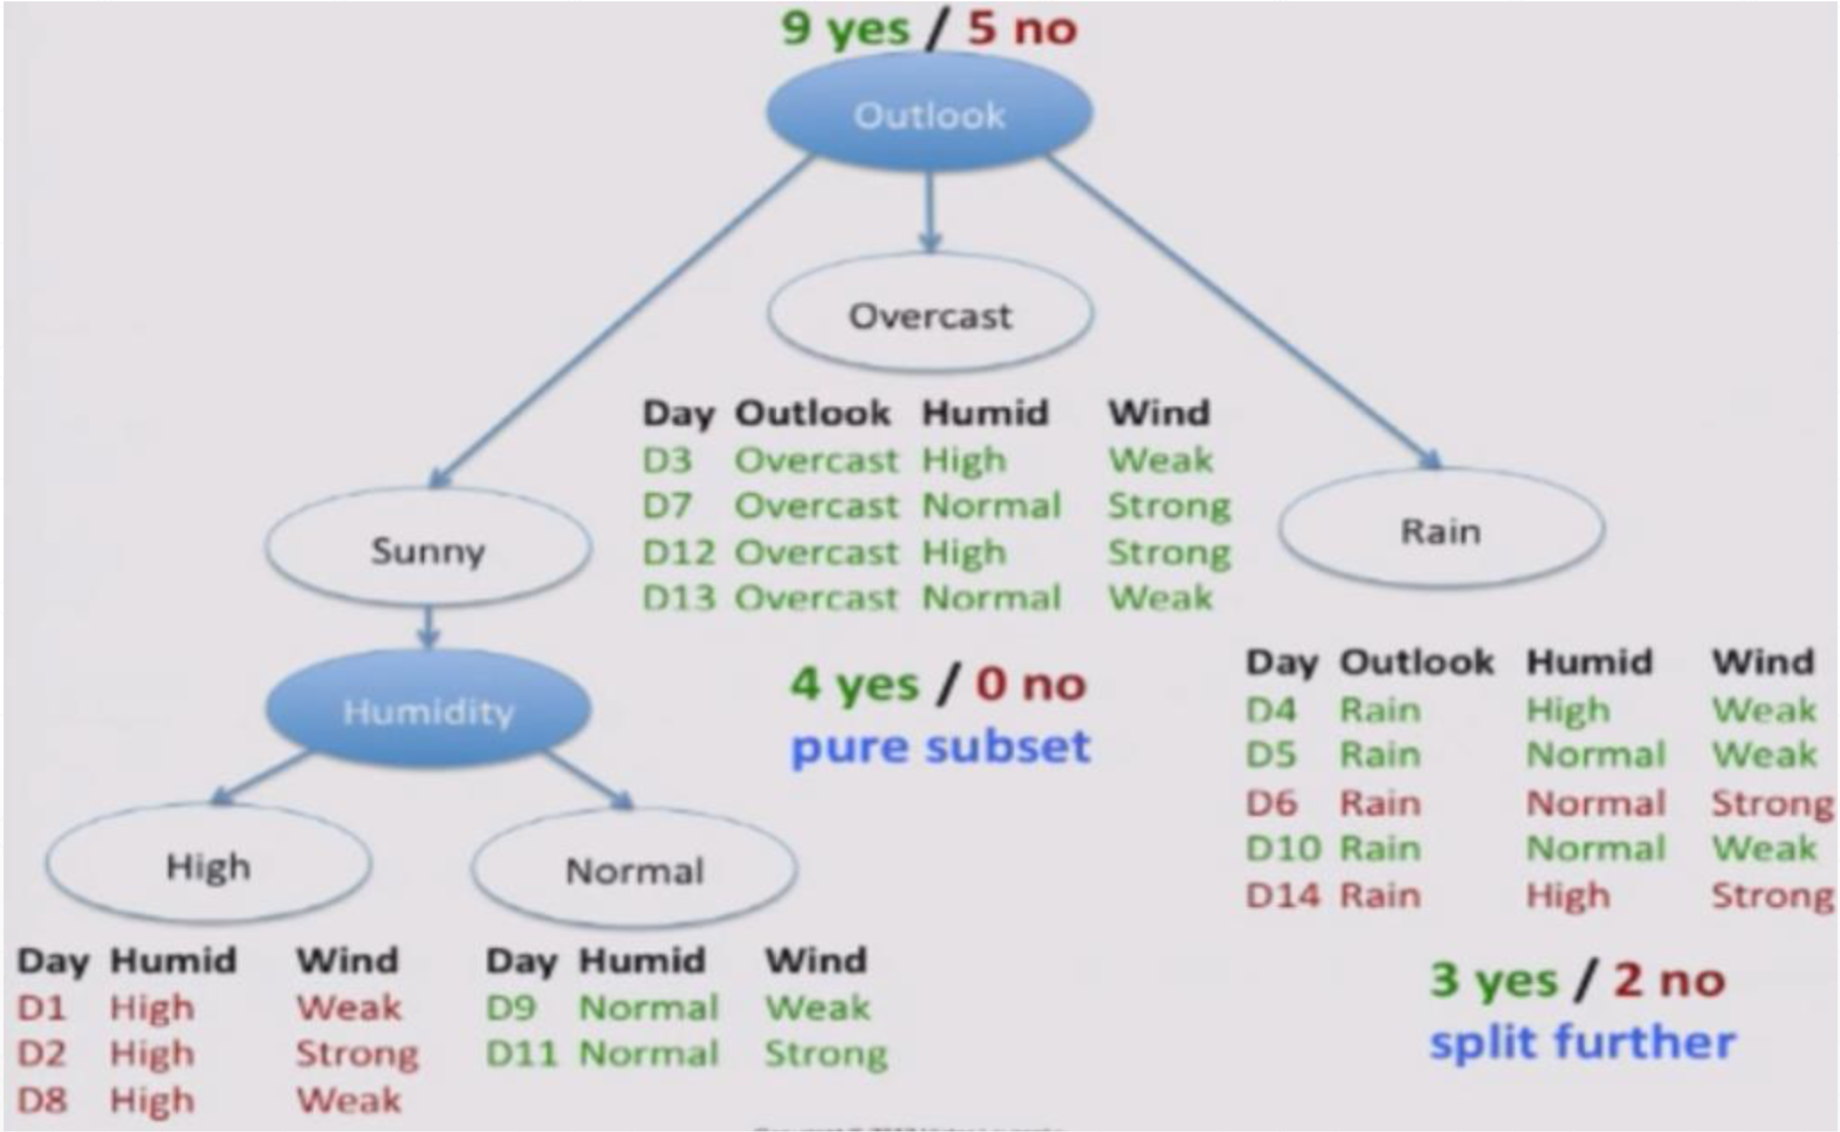 9 yes / 5 no
Outlook
Overcast
Day Outlook Humid Wind
D3 Overcast High Weak
D7 Overcast Normal Strong
D12 Overcast High Strong
D13 Overcast Normal Weak
4 yes / 0 no
pure subset
Sunny
Humidity
High
Day Humid Wind
D1 High Weak
D2 High Strong
D8 High Weak
Normal
Day Humid Wind
D9 Normal Weak
D11 Normal Strong
Rain
Day Outlook Humid Wind
D4 Rain High Weak
D5 Rain Normal Weak
D6 Rain Normal Strong
D10 Rain Normal Weak
D14 Rain High Strong
3 yes / 2 no
split further